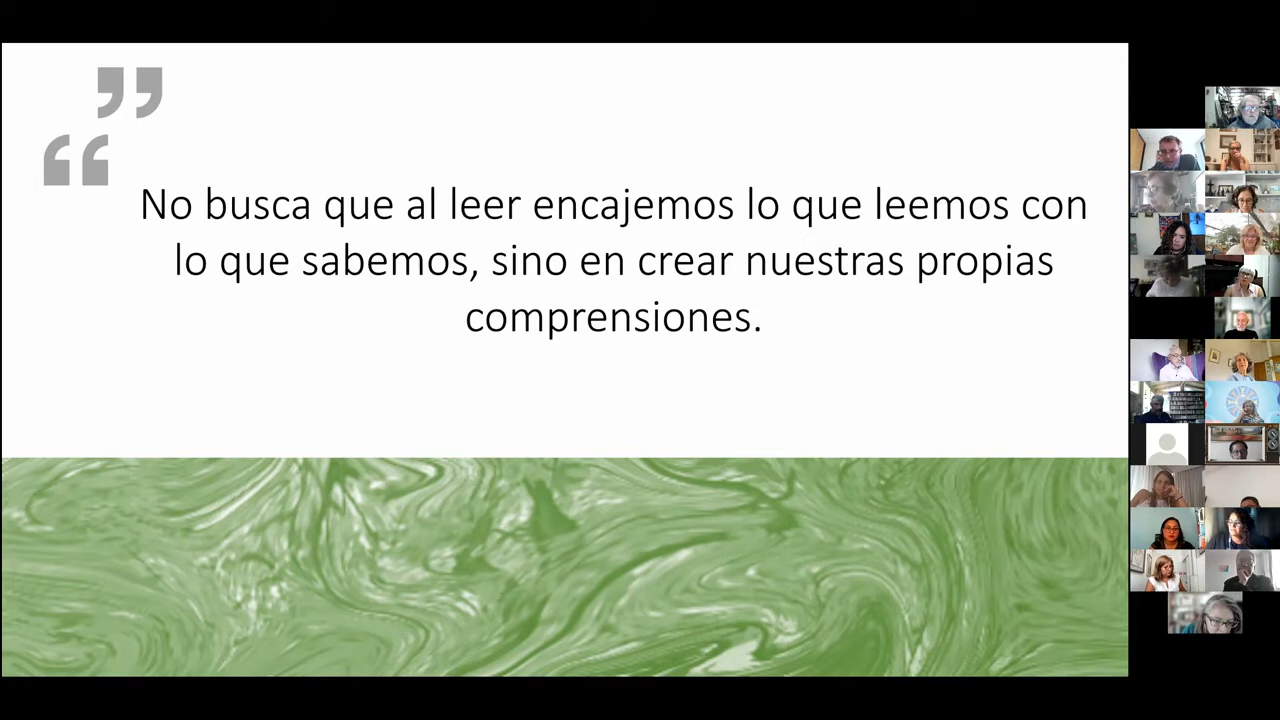 No busca que al leer encajemos lo que leemos con
lo que sabemos, sino en crear nuestras propias
comprensiones.